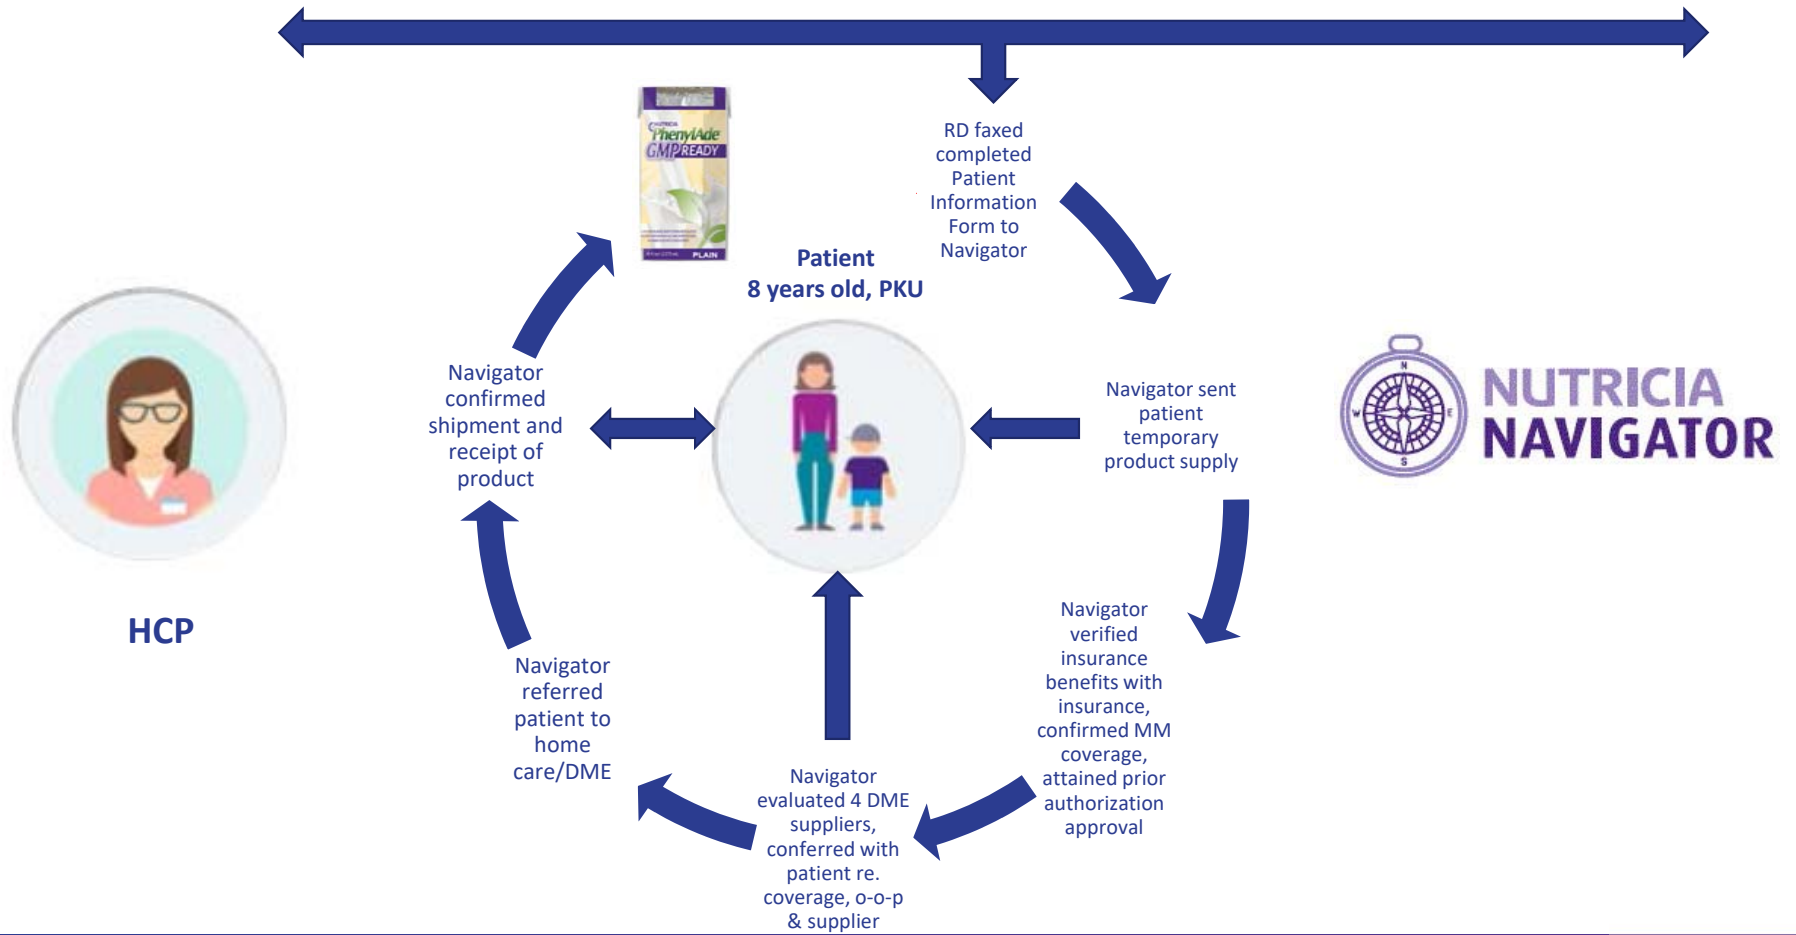 RD faxed
completed
Patient
Information
Form to
Navigator
NUTRICIA
PhenylAde
GMP READY
PLAIN
Patient
8 years old, PKU
Navigator
confirmed
shipment and
receipt of
product
Navigator sent
patient
temporary
product supply
N
W
E
S
NUTRICIA
NAVIGATOR
HCP
Navigator
verified
insurance
benefits with
insurance,
confirmed MM
coverage,
attained prior
authorization
approval
Navigator
referred
patient to
home
care/DME
Navigator
evaluated 4 DME
suppliers,
conferred with
patient re.
coverage, o-o-p
& supplier